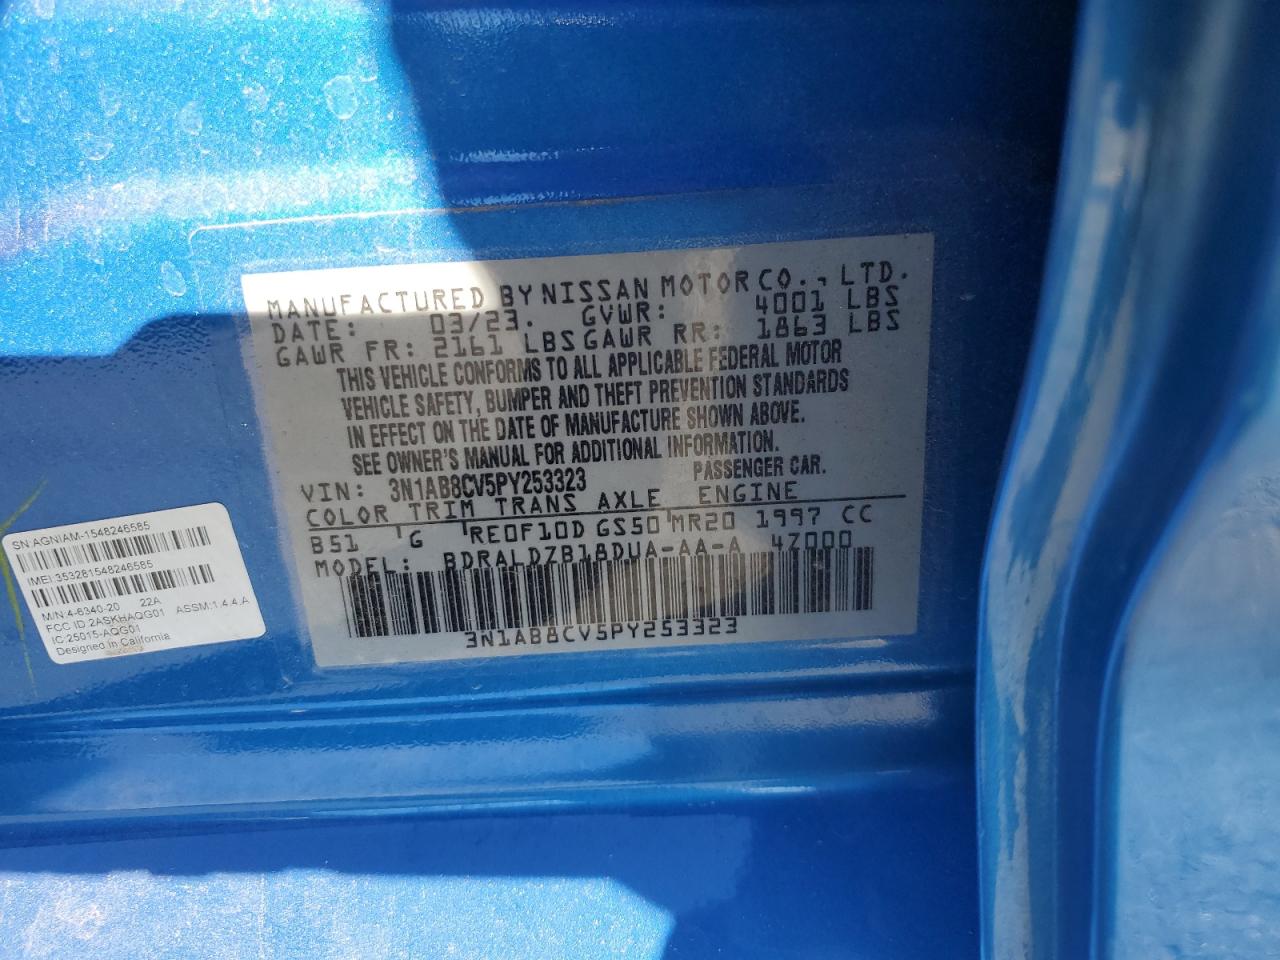 MANUFACTURED BY NISSAN MOTOR CO., LTD.
DATE: 03/23. GVWR: 4001 LBS
GAWR FR: 2161 LBS GAWR RR: 1863 LBS
THIS VEHICLE CONFORMS TO ALL APPLICABLE FEDERAL MOTOR
VEHICLE SAFETY, BUMPER AND THEFT PREVENTION STANDARDS
IN EFFECT ON THE DATE OF MANUFACTURE SHOWN ABOVE.
SEE OWNER'S MANUAL FOR ADDITIONAL INFORMATION.
VIN: 3N1AB8CV5PY253323 PASSENGER CAR.
COLOR TRIM TRANS AXLE ENGINE
B51 G RE0F10D GS50 MR20 1997 CC
MODEL: BDRALDZB18DUA-AA-A 4Z000
3N1AB8CV5PY253323
SN AGNIAM-1548246585
IMEI 353281548246585
M/N:4-6340-20 22A
FCC ID:2ASKHAQG01 ASSM:1.4.4.A
IC:25015-AQG01
Designed in California